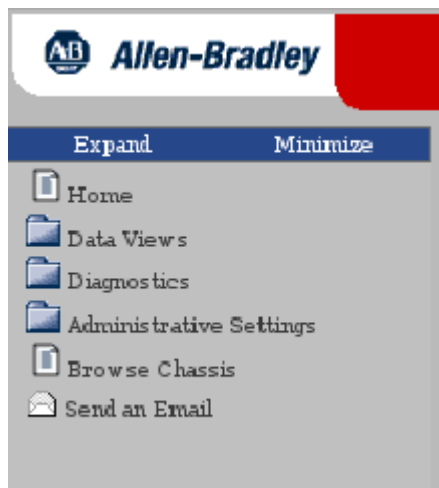 AB
Allen-Bradley
Expand Minimize
Home
Data Views
Diagnostics
Administrative Settings
Browse Chassis
Send an Email